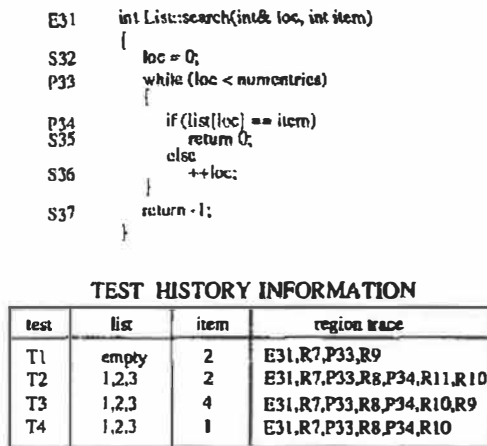 E31 int List::search(int& loc, int item)
{
S32 loc = 0;
P33 while (loc < numentries)
{
P34 if (list[loc] == item)
S35 return 0;
else
S36 ++loc;
}
S37 return -1;
}
TEST HISTORY INFORMATION
test list item region trace
T1 empty 2 E31,R7,P33,R9
T2 1,2,3 2 E31,R7,P33,R8,P34,R11,R10
T3 1,2,3 4 E31,R7,P33,R8,P34,R10,R9
T4 1,2,3 1 E31,R7,P33,R8,P34,R10